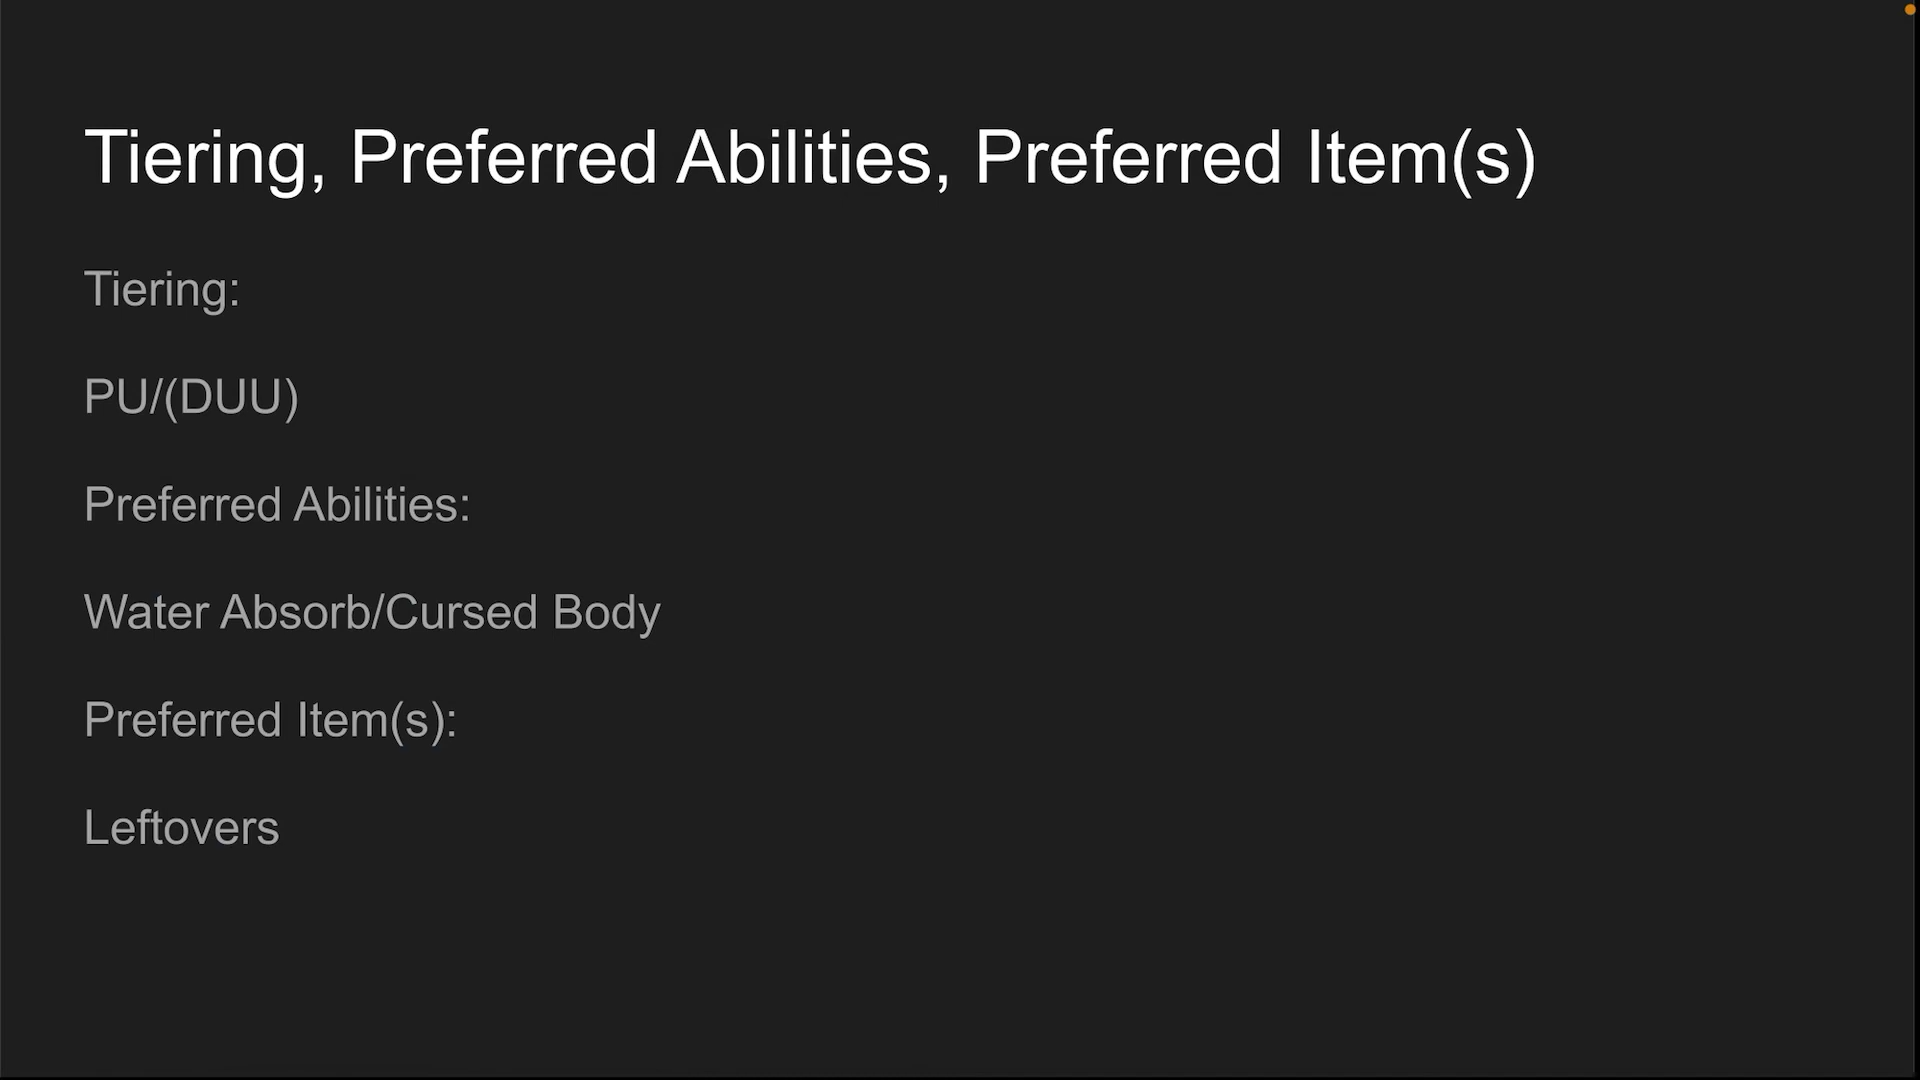 Tiering, Preferred Abilities, Preferred Item(s)
Tiering:
PU/(DUU)
Preferred Abilities:
Water Absorb/Cursed Body
Preferred Item(s):
Leftovers